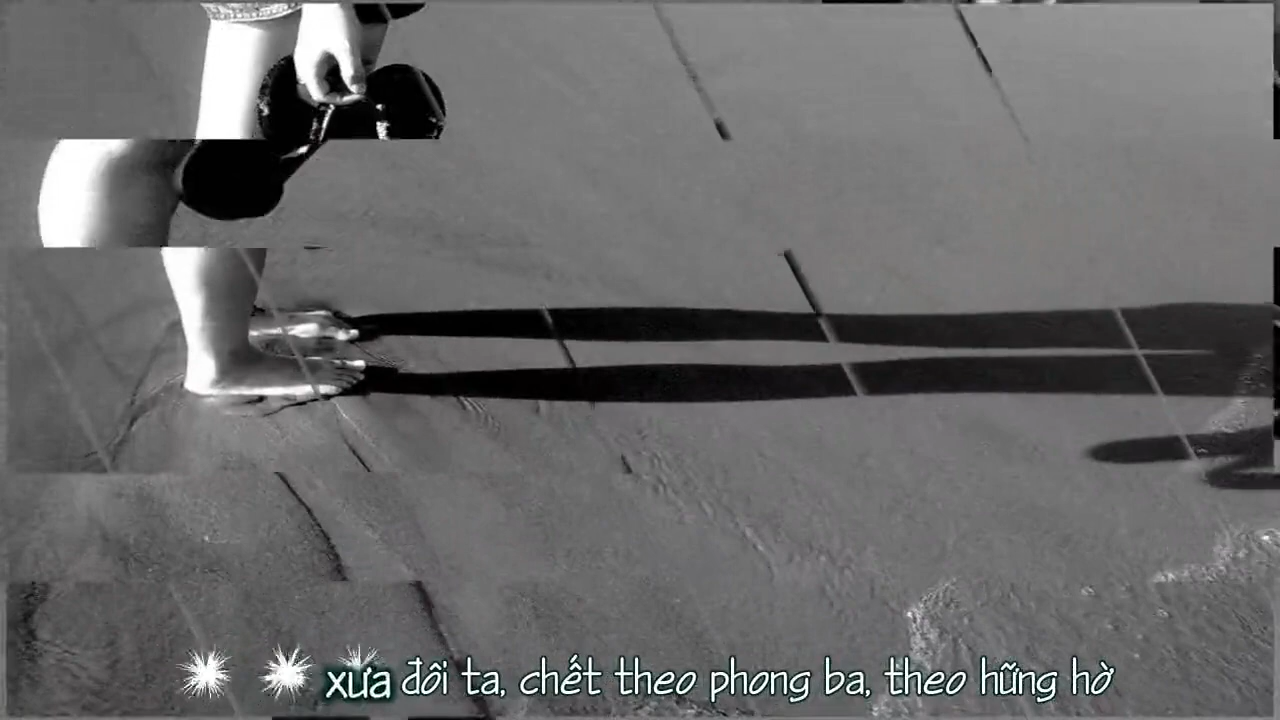 xưa đôi ta, chết theo phong ba, theo hững hờ